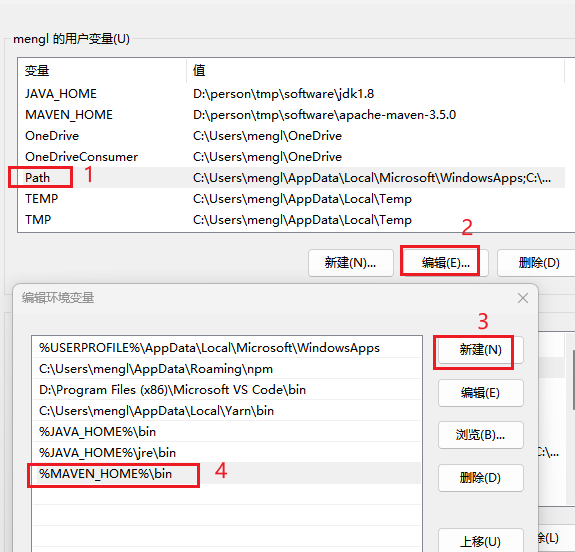 mengl 的用户变量(U)
变量 值
JAVA_HOME D:\person\tmp\software\jdk1.8
MAVEN_HOME D:\person\tmp\software\apache-maven-3.5.0
OneDrive C:\Users\mengl\OneDrive
OneDriveConsumer C:\Users\mengl\OneDrive
Path 1 C:\Users\mengl\AppData\Local\Microsoft\WindowsApps;C:\...
TEMP C:\Users\mengl\AppData\Local\Temp
TMP C:\Users\mengl\AppData\Local\Temp
2
新建(N)... 编辑(E)... 删除(D)
编辑环境变量
3
%USERPROFILE%\AppData\Local\Microsoft\WindowsApps 新建(N)
C:\Users\mengl\AppData\Roaming\npm
D:\Program Files (x86)\Microsoft VS Code\bin 编辑(E)
C:\Users\mengl\AppData\Local\Yarn\bin
%JAVA_HOME%\bin 浏览(B)...
%JAVA_HOME%\jre\bin C:\...
%MAVEN_HOME%\bin 4 删除(D)
上移(U) 除(L)